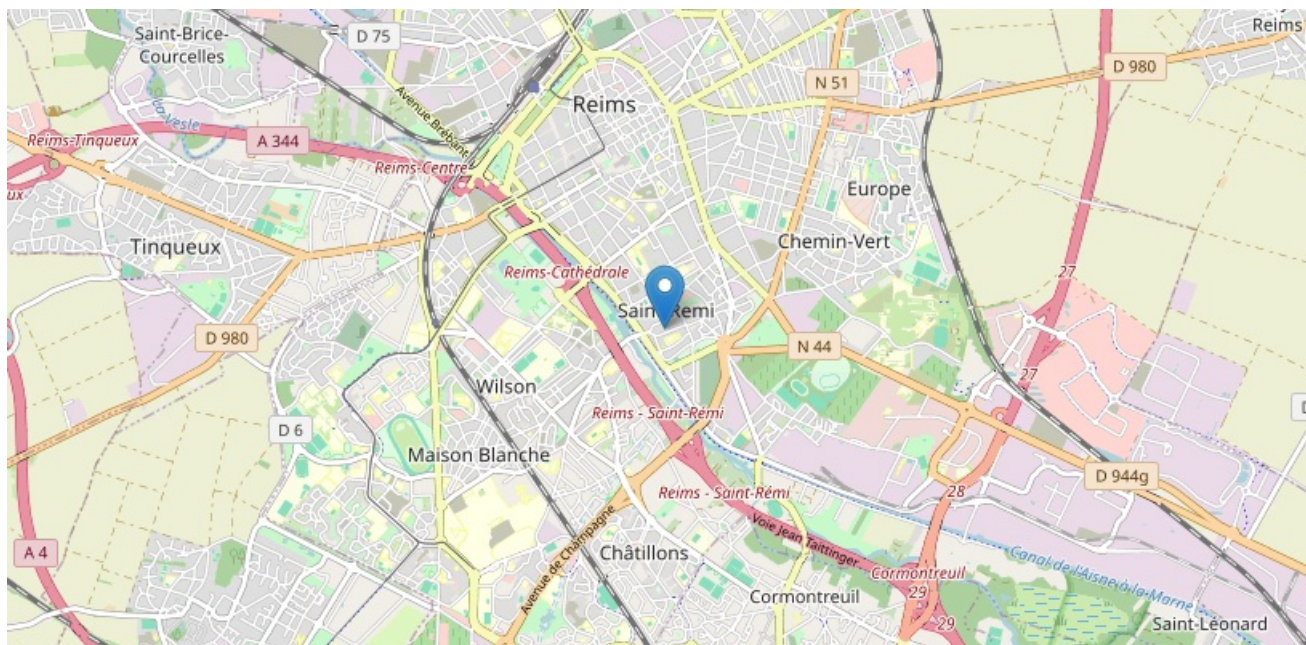 Saint-Brice-
Courcelles
D 75
Reims
N 51
D 980
Reims
La Vesle
Avenue Brébant
A 344
Reims-Tinqueux
Reims-Centre
Europe
Tinqueux
Chemin-Vert
Reims-Cathédrale
27
Saint-Remi
D 980
N 44
27
Wilson
Reims - Saint-Rémi
D 6
Maison Blanche
D 944g
Reims - Saint-Rémi
28
A 4
Avenue de Champagne
Châtillons
Voie Jean Taittinger
Cormontreuil
Canal de l'Aisne à la Marne
29
Cormontreuil
29
Saint-Léonard